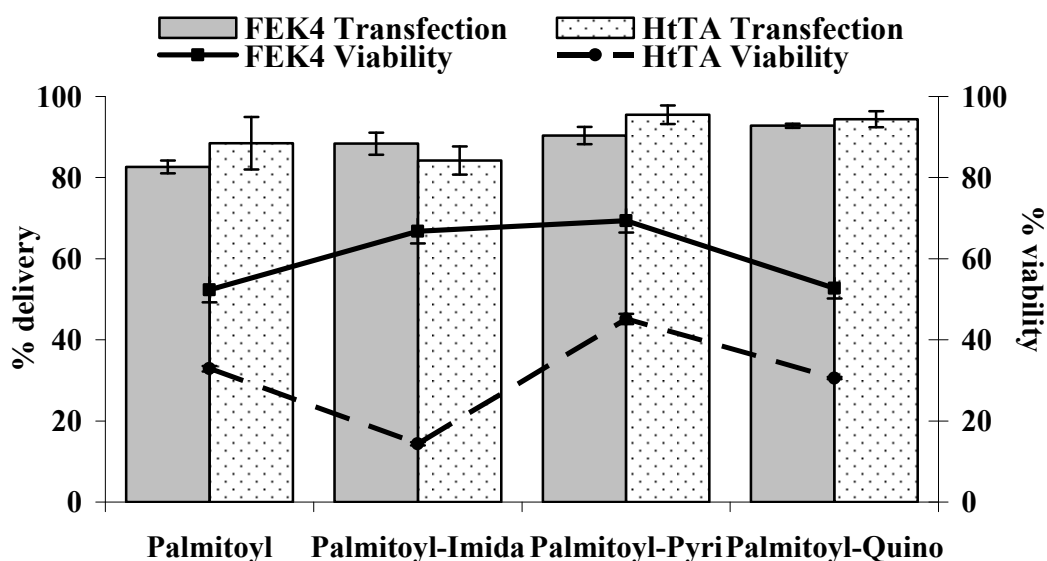 FEK4 Transfection HtTA Transfection
FEK4 Viability HtTA Viability
100 100
80 80
60 60
40 40
20 20
0 0
% delivery
% viability
Palmitoyl Palmitoyl-Imida Palmitoyl-Pyri Palmitoyl-Quino